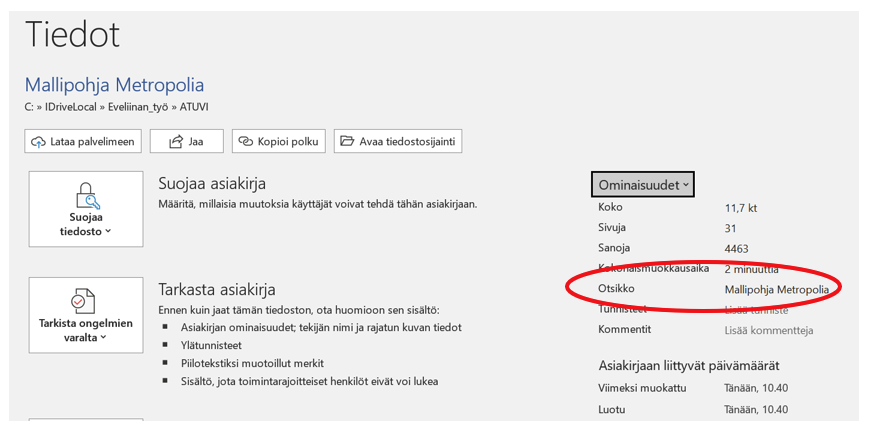 Tiedot
Mallipohja Metropolia
C: » IDriveLocal » Eveliinan_työ » ATUVI
Lataa palvelimeen
Jaa
Kopioi polku
Avaa tiedostosijainti
Suojaa tiedosto
Suojaa asiakirja
Määritä, millaisia muutoksia käyttäjät voivat tehdä tähän asiakirjaan.
Tarkista ongelmien varalta
Tarkasta asiakirja
Ennen kuin jaat tämän tiedoston, ota huomioon sen sisältö:
Asiakirjan ominaisuudet; tekijän nimi ja rajatun kuvan tiedot
Ylätunnisteet
Piilotekstiksi muotoillut merkit
Sisältö, jota toimintarajoitteiset henkilöt eivät voi lukea
Ominaisuudet
Koko 11,7 kt
Sivuja 31
Sanoja 4463
Kokonaismuokkausaika 2 minuuttia
Otsikko Mallipohja Metropolia
Tunnisteet Lisää tunniste
Kommentit Lisää kommentteja
Asiakirjaan liittyvät päivämäärät
Viimeksi muokattu Tänään, 10.40
Luotu Tänään, 10.40